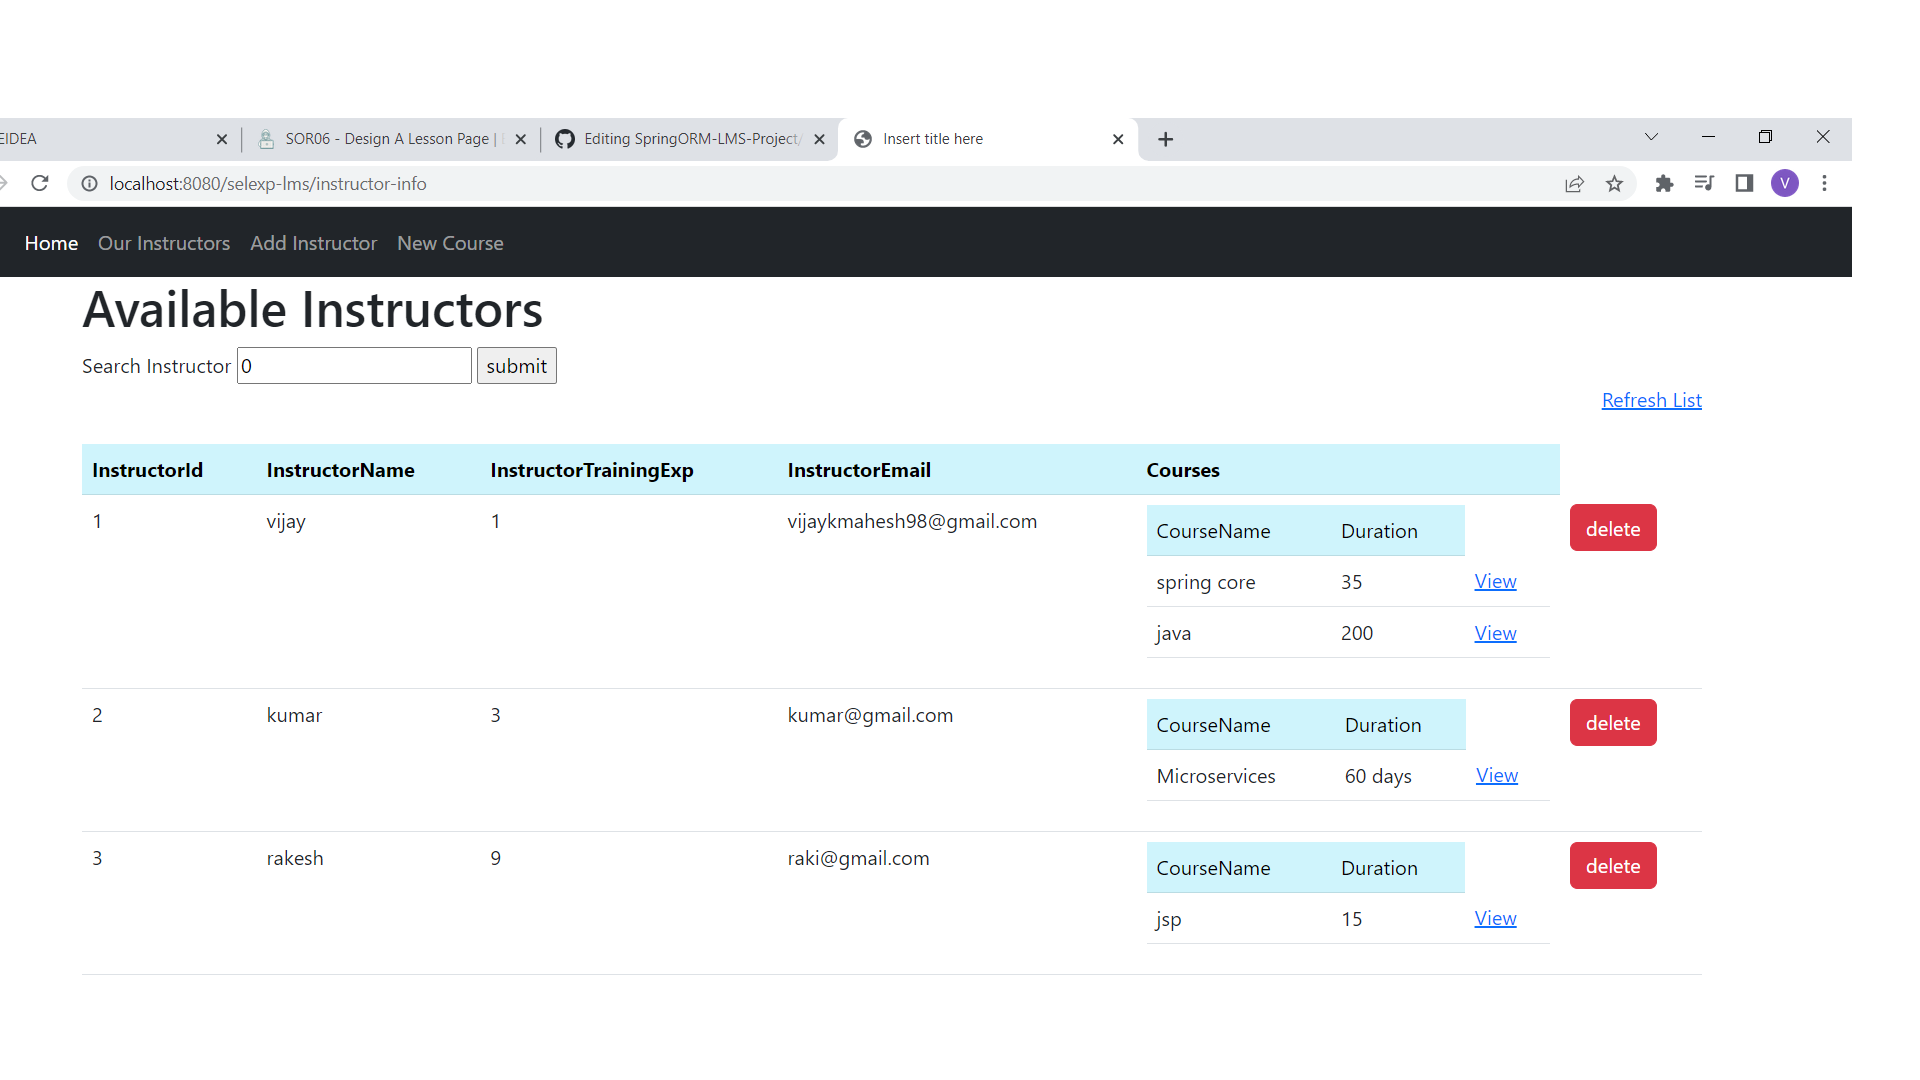 EIDEA SOR06 - Design A Lesson Page | Editing SpringORM-LMS-Project/ Insert title here
localhost:8080/selexp-lms/instructor-info V
Home Our Instructors Add Instructor New Course
Available Instructors
Search Instructor 0 submit
Refresh List
InstructorId InstructorName InstructorTrainingExp InstructorEmail Courses
1 vijay 1 vijaykmahesh98@gmail.com CourseName Duration delete
spring core 35 View
java 200 View
2 kumar 3 kumar@gmail.com CourseName Duration delete
Microservices 60 days View
3 rakesh 9 raki@gmail.com CourseName Duration delete
jsp 15 View